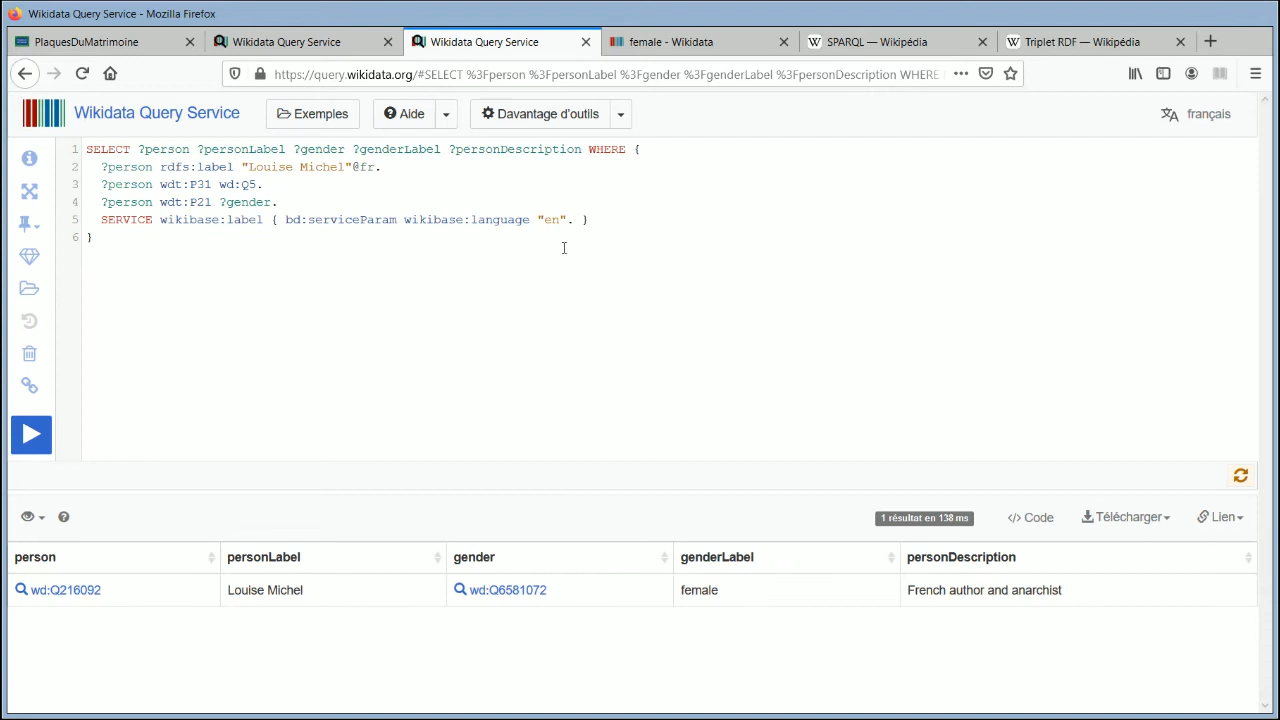 Wikidata Query Service - Mozilla Firefox
PlaquesDuMatrimoine
Wikidata Query Service
Wikidata Query Service
female - Wikidata
SPARQL — Wikipédia
Triplet RDF — Wikipédia
https://query.wikidata.org/#SELECT %3Fperson %3FpersonLabel %3Fgender %3FgenderLabel %3FpersonDescription WHERE
Wikidata Query Service
Exemples
Aide
Davantage d'outils
français
1 SELECT ?person ?personLabel ?gender ?genderLabel ?personDescription WHERE {
2 ?person rdfs:label "Louise Michel"@fr.
3 ?person wdt:P31 wd:Q5.
4 ?person wdt:P21 ?gender.
5 SERVICE wikibase:label { bd:serviceParam wikibase:language "en". }
6 }
1 résultat en 138 ms
</> Code
Télécharger
Lien
person personLabel gender genderLabel personDescription
wd:Q216092 Louise Michel wd:Q6581072 female French author and anarchist